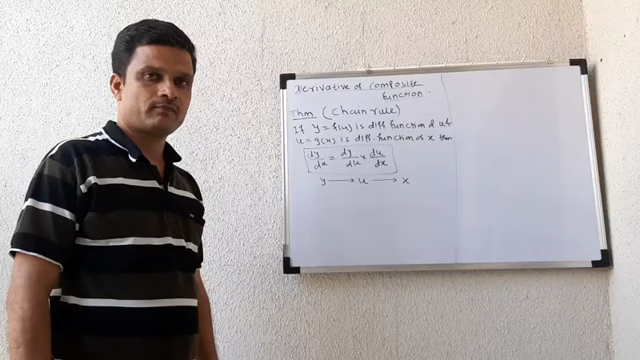 Derivative of composite
function.
Thm (Chain rule)
If y = f(u) is diff function of u &
u = g(x) is diff. function of x then
dy/dx = dy/du × du/dx
y → u → x